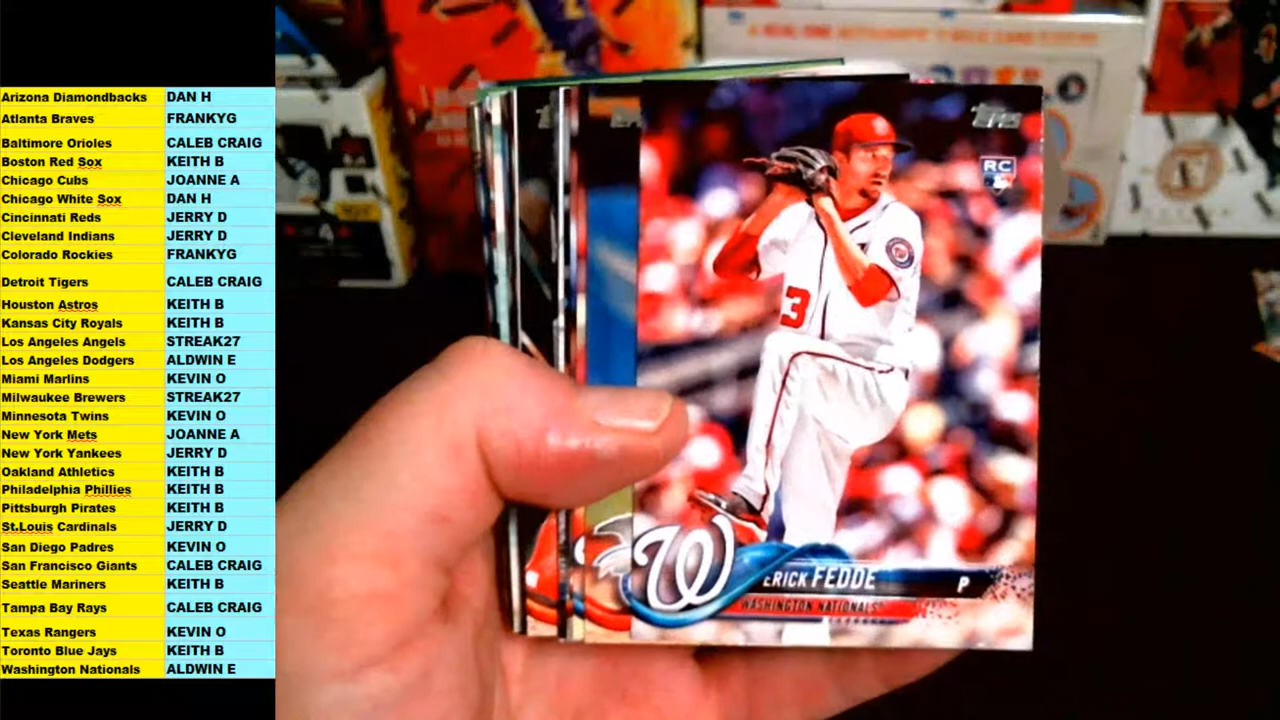 Arizona Diamondbacks DAN H
Atlanta Braves FRANKYG
Baltimore Orioles CALEB CRAIG
Boston Red Sox KEITH B
Chicago Cubs JOANNE A
Chicago White Sox DAN H
Cincinnati Reds JERRY D
Cleveland Indians JERRY D
Colorado Rockies FRANKYG
Detroit Tigers CALEB CRAIG
Houston Astros KEITH B
Kansas City Royals KEITH B
Los Angeles Angels STREAK27
Los Angeles Dodgers ALDWIN E
Miami Marlins KEVIN O
Milwaukee Brewers STREAK27
Minnesota Twins KEVIN O
New York Mets JOANNE A
New York Yankees JERRY D
Oakland Athletics KEITH B
Philadelphia Phillies KEITH B
Pittsburgh Pirates KEITH B
St.Louis Cardinals JERRY D
San Diego Padres KEVIN O
San Francisco Giants CALEB CRAIG
Seattle Mariners KEITH B
Tampa Bay Rays CALEB CRAIG
Texas Rangers KEVIN O
Toronto Blue Jays KEITH B
Washington Nationals ALDWIN E
Topps
RC
3
W
ERICK FEDDE P
WASHINGTON NATIONALS